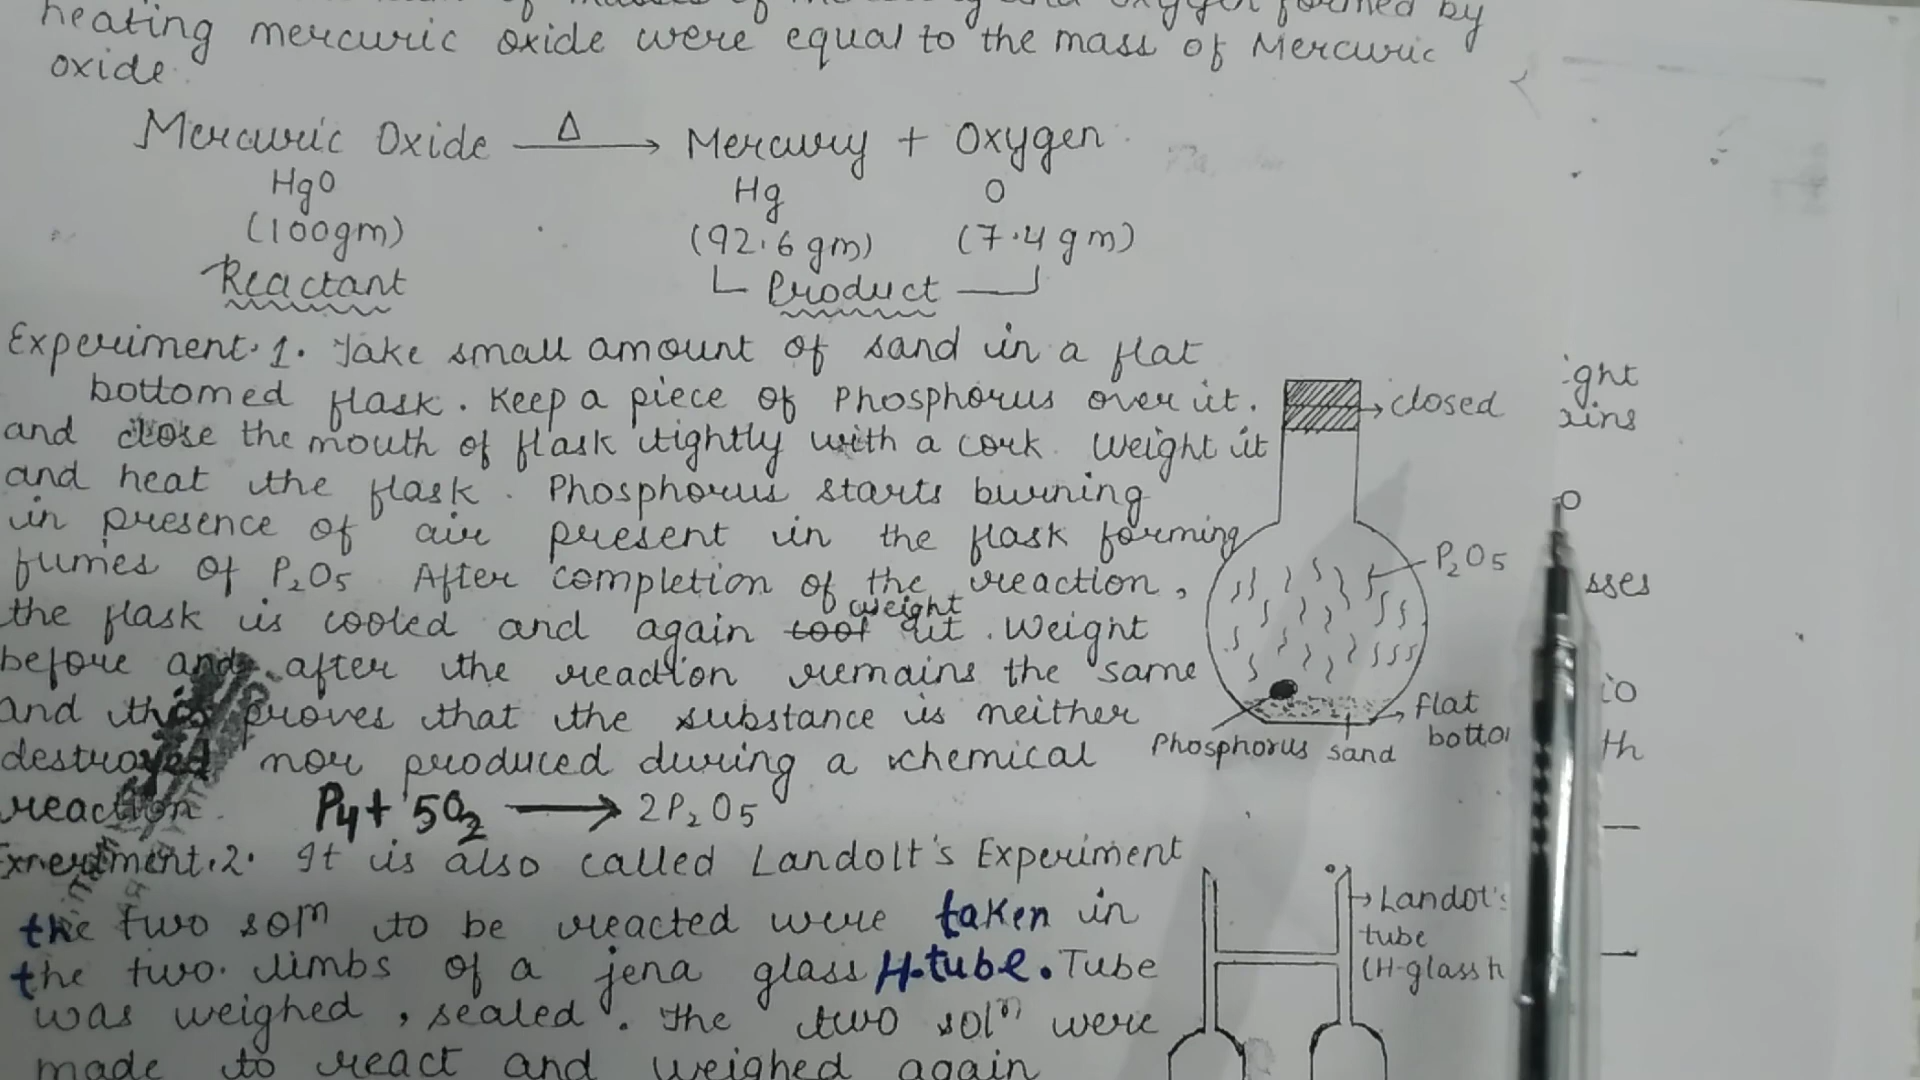 heating mercuric oxide were equal to the mass of Mercuric
oxide.
Mercuric Oxide —Δ→ Mercury + Oxygen
HgO Hg O
(100gm) (92.6 gm) (7.4 gm)
Reactant Product
Experiment.1. Take small amount of sand in a flat
bottomed flask. Keep a piece of Phosphorus over it.
and close the mouth of flask tightly with a cork. Weight it
and heat the flask. Phosphorus starts burning
in presence of air present in the flask forming
fumes of P₂O₅ After completion of the reaction,
the flask is cooled and again weight it. Weight
before and after the reaction remains the same
and this proves that the substance is neither
destroyed nor produced during a chemical
reaction. P₄ + 5O₂ ⟶ 2P₂O₅
closed
P₂O₅
flat
botto
Phosphorus sand
Experiment.2. It is also called Landolt's Experiment
the two solⁿ to be reacted were taken in
the two limbs of a jena glass H-tube. Tube
was weighed, sealed. The two solⁿ were
made to react and weighed again
Landot's
tube
(H-glass
ght
sses
io
th